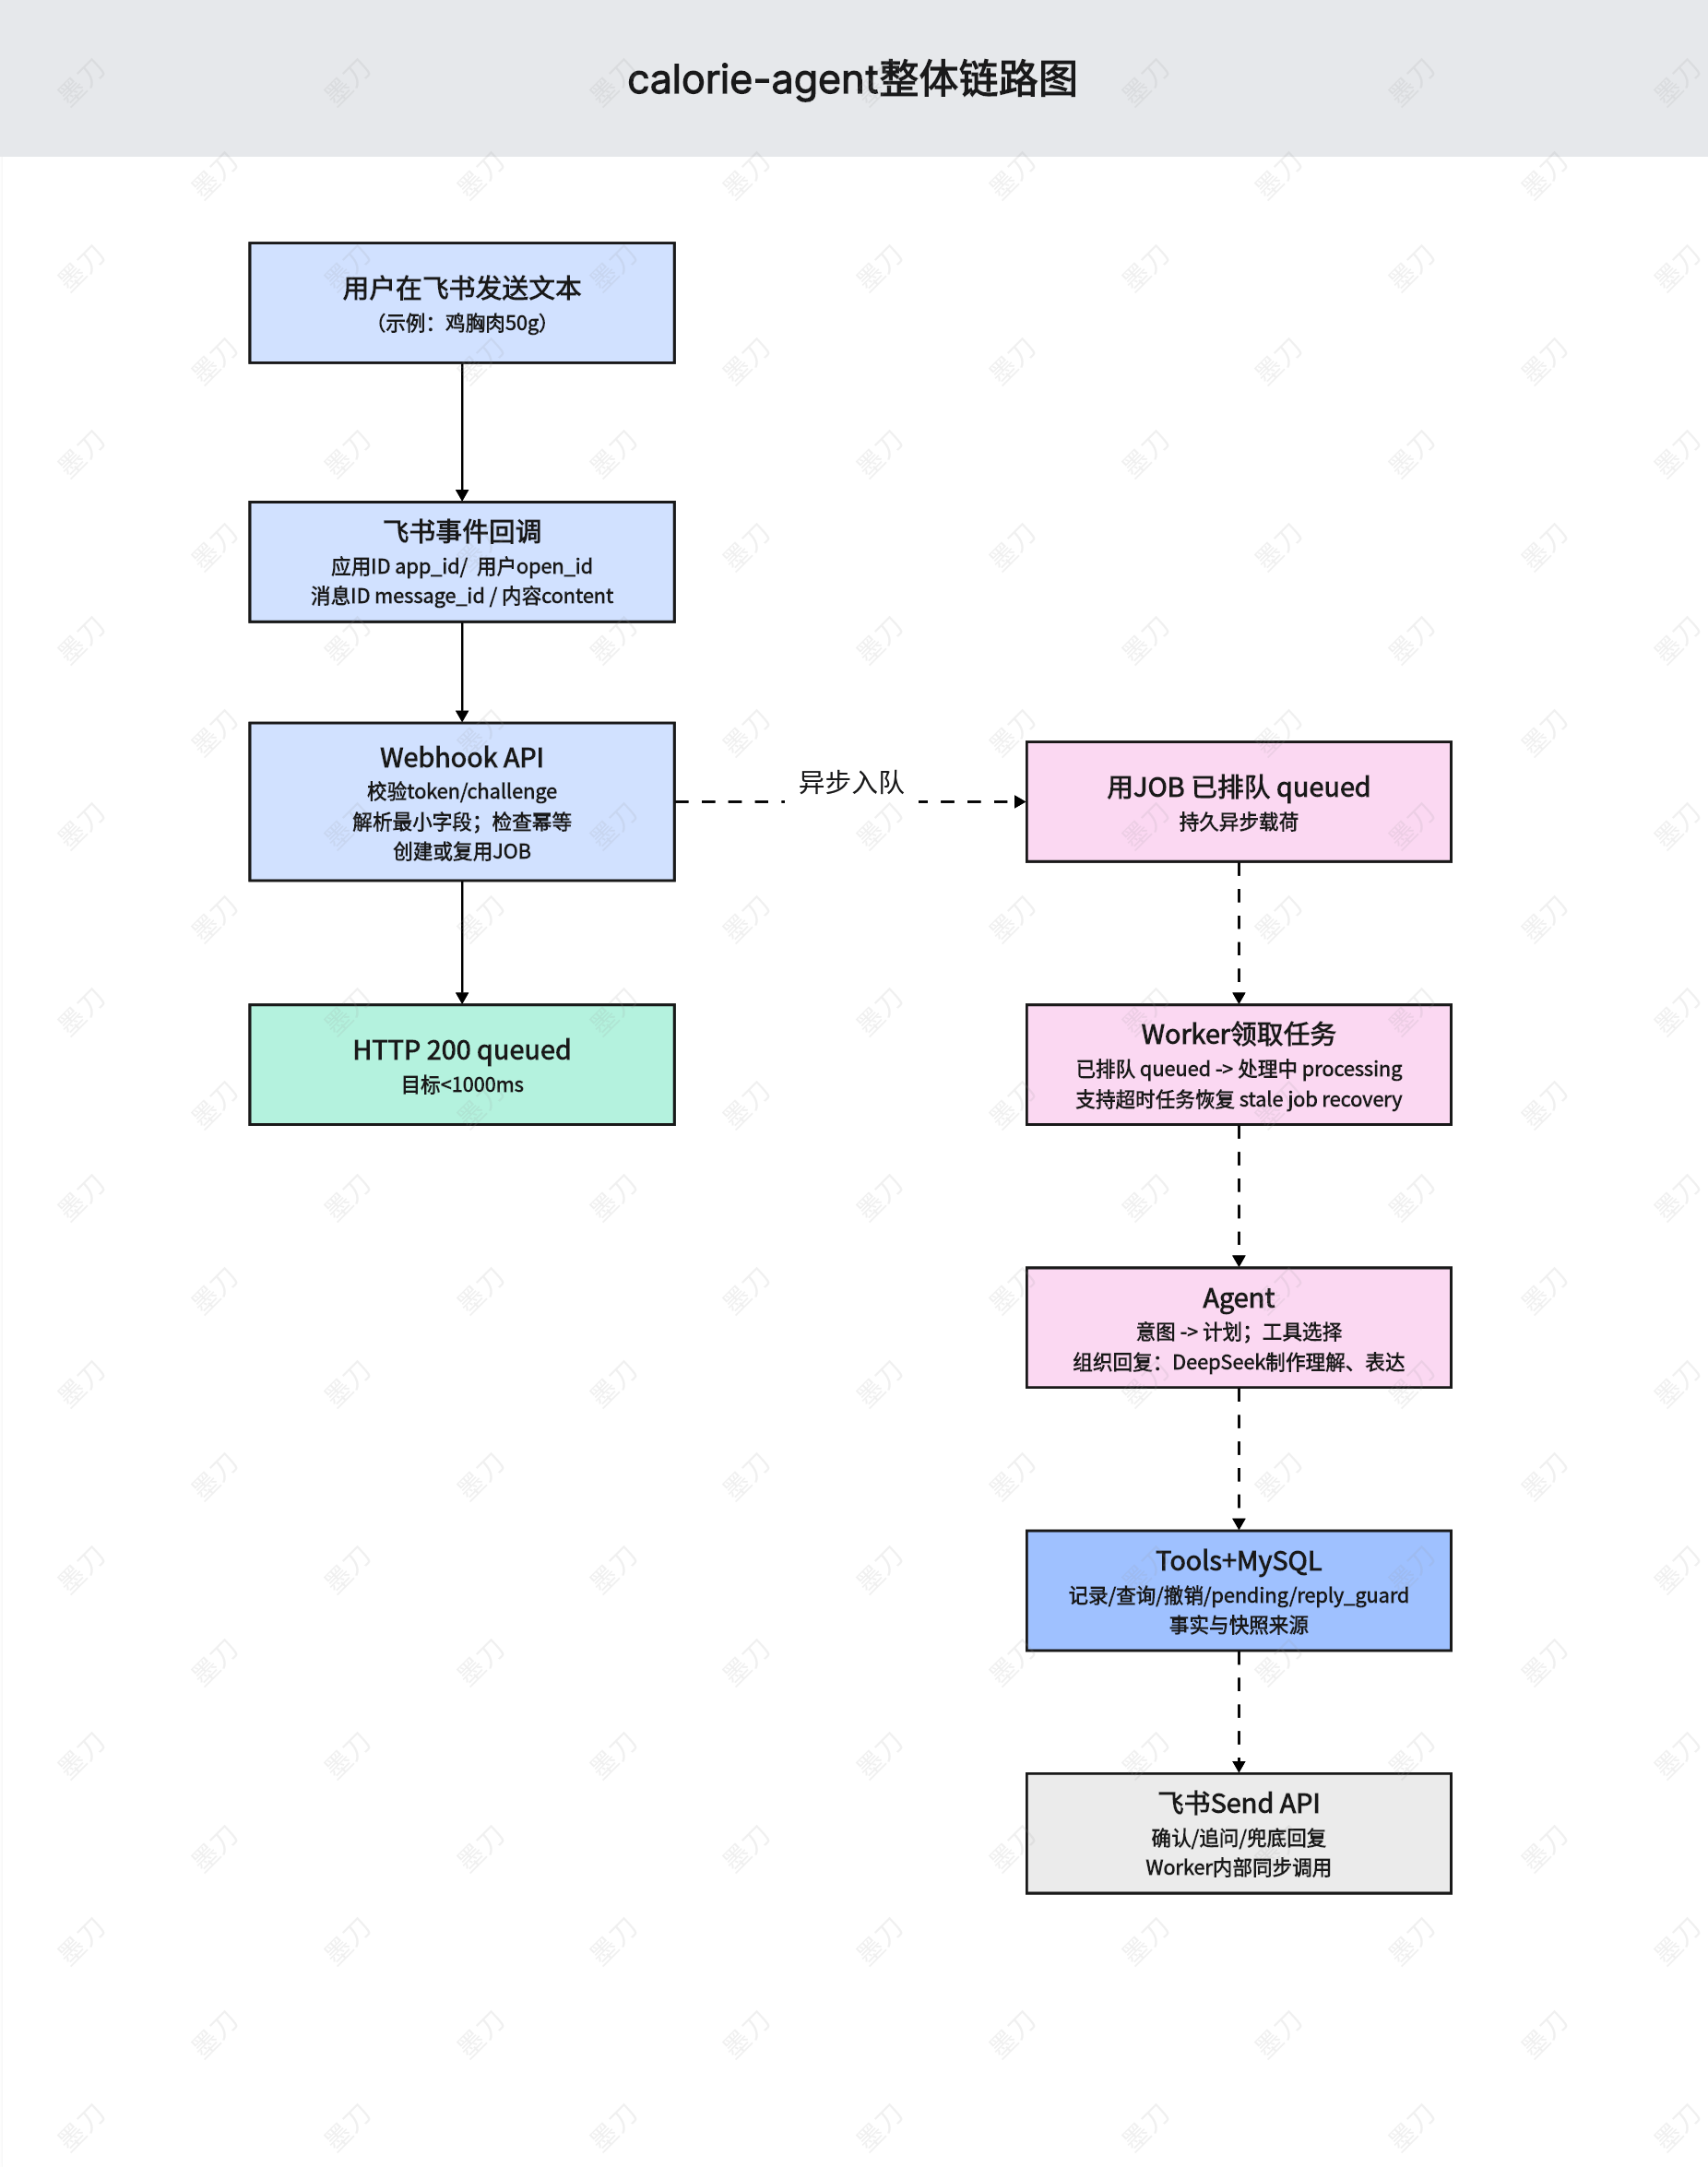 calorie-agent整体链路图
用户在飞书发送文本
（示例：鸡胸肉50g）
飞书事件回调
应用ID app_id/ 用户open_id
消息ID message_id / 内容content
Webhook API
校验token/challenge
解析最小字段；检查幂等
创建或复用JOB
异步入队
用JOB 已排队 queued
持久异步载荷
HTTP 200 queued
目标<1000ms
Worker领取任务
已排队 queued -> 处理中 processing
支持超时任务恢复 stale job recovery
Agent
意图 -> 计划；工具选择
组织回复：DeepSeek制作理解、表达
Tools+MySQL
记录/查询/撤销/pending/reply_guard
事实与快照来源
飞书Send API
确认/追问/兜底回复
Worker内部同步调用
墨刀